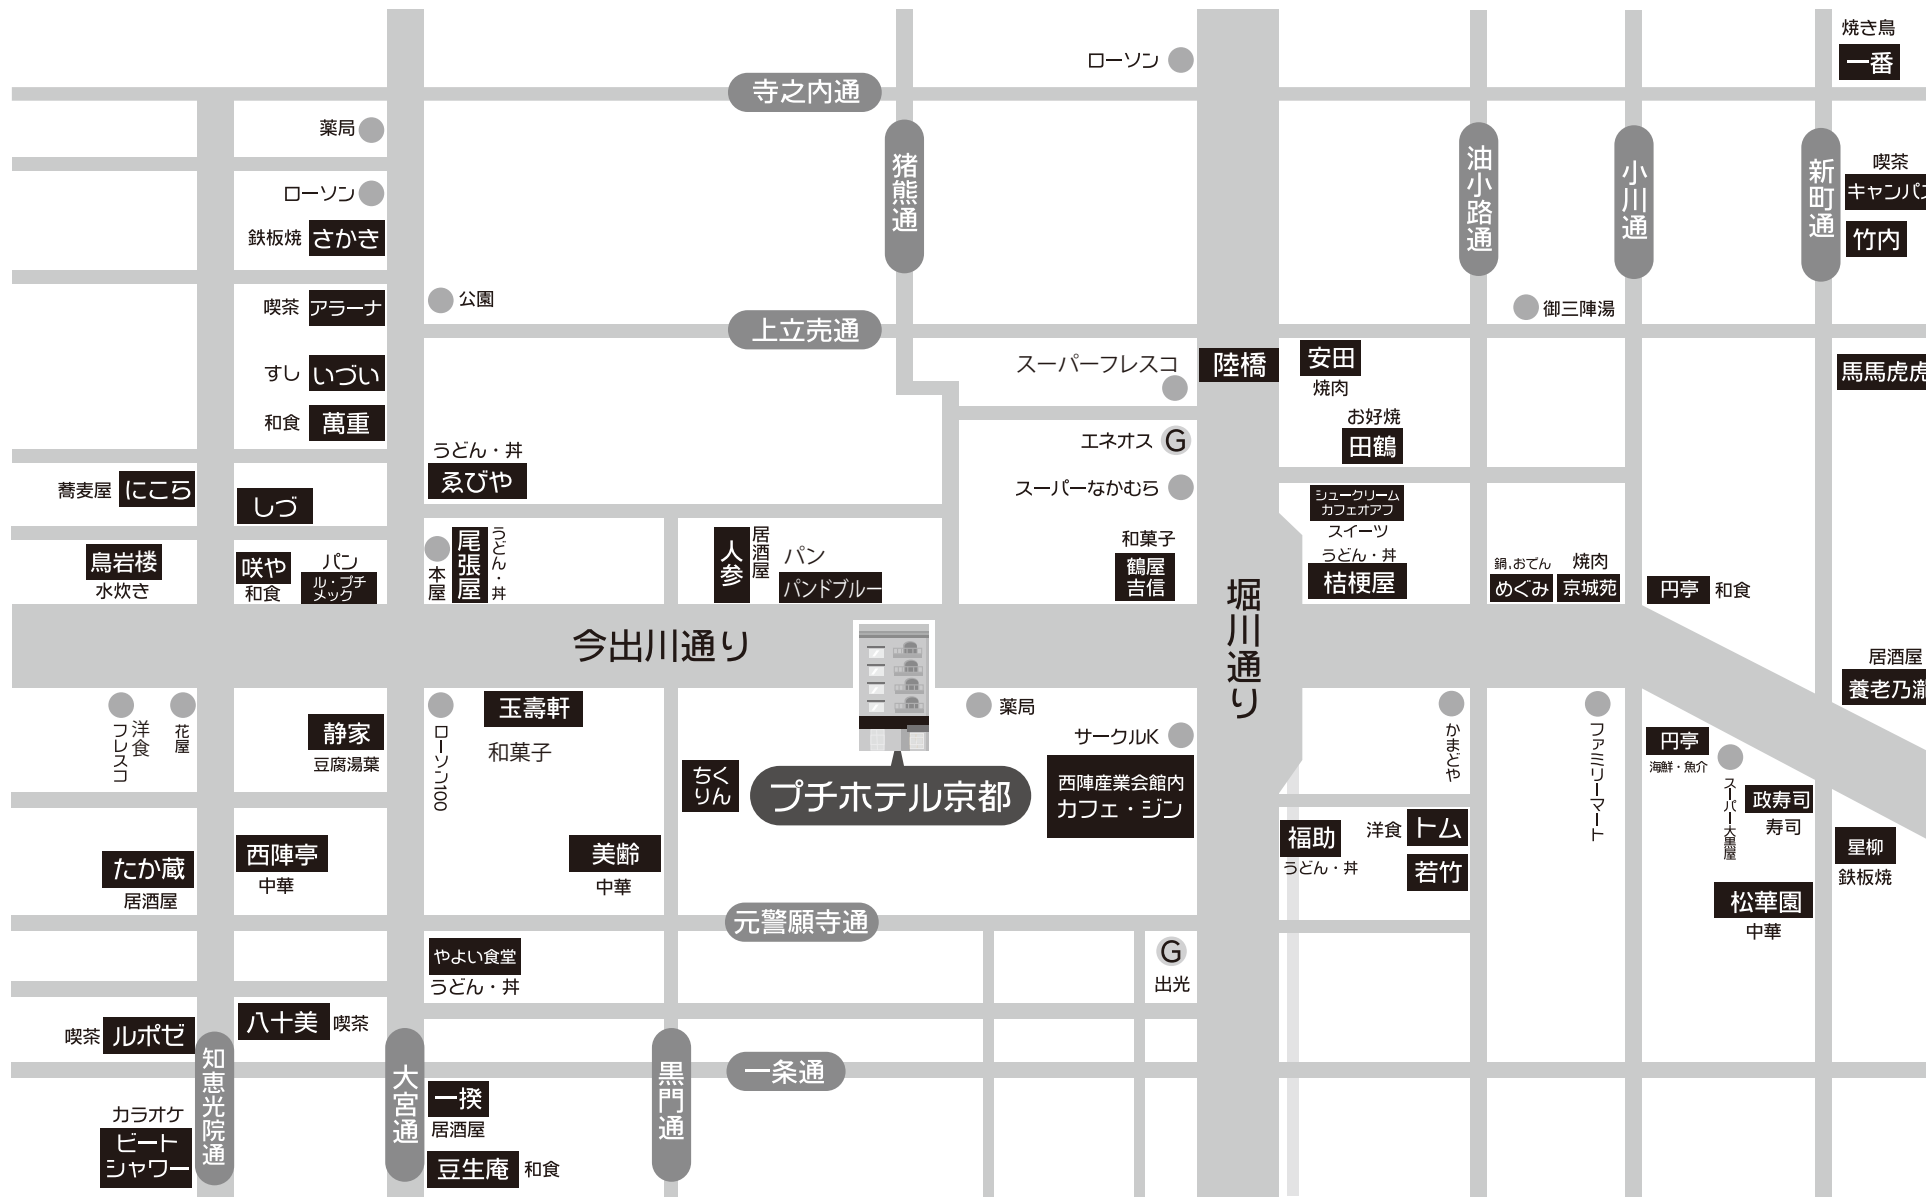 焼き鳥
一番
ローソン
寺之内通
薬局
猪熊通
油小路通
小川通
新町通
喫茶
キャンパス
竹内
ローソン
鉄板焼
さかき
喫茶
アラーナ
公園
上立売通
御三陣湯
すし
いづい
和食
萬重
スーパーフレスコ
陸橋
安田
焼肉
馬馬虎虎
お好焼
田鶴
エネオス
G
うどん・丼
ゑびや
蕎麦屋
にこら
しづ
スーパーなかむら
シュークリーム
カフェオアフ
スイーツ
鳥岩楼
水炊き
咲や
和食
パン
ル・プチ
メック
本屋
尾張屋
うどん・丼
人参
居酒屋
パン
パンドブルー
和菓子
鶴屋
吉信
うどん・丼
桔梗屋
鍋.おでん
めぐみ
焼肉
京城苑
円亭
和食
今出川通り
堀川通り
居酒屋
養老乃瀧
洋食
フレスコ
花屋
静家
豆腐湯葉
ローソン100
玉壽軒
和菓子
ちく
りん
プチホテル京都
薬局
サークルK
西陣産業会館内
カフェ・ジン
かまどや
ファミリーマート
円亭
海鮮・魚介
スーパー大黒屋
政寿司
寿司
星柳
鉄板焼
たか蔵
居酒屋
西陣亭
中華
美齢
中華
福助
うどん・丼
洋食
トム
若竹
松華園
中華
元警願寺通
やよい食堂
うどん・丼
G
出光
喫茶
ルポゼ
八十美
喫茶
知恵光院通
大宮通
黒門通
一条通
カラオケ
ビート
シャワー
一揆
居酒屋
豆生庵
和食